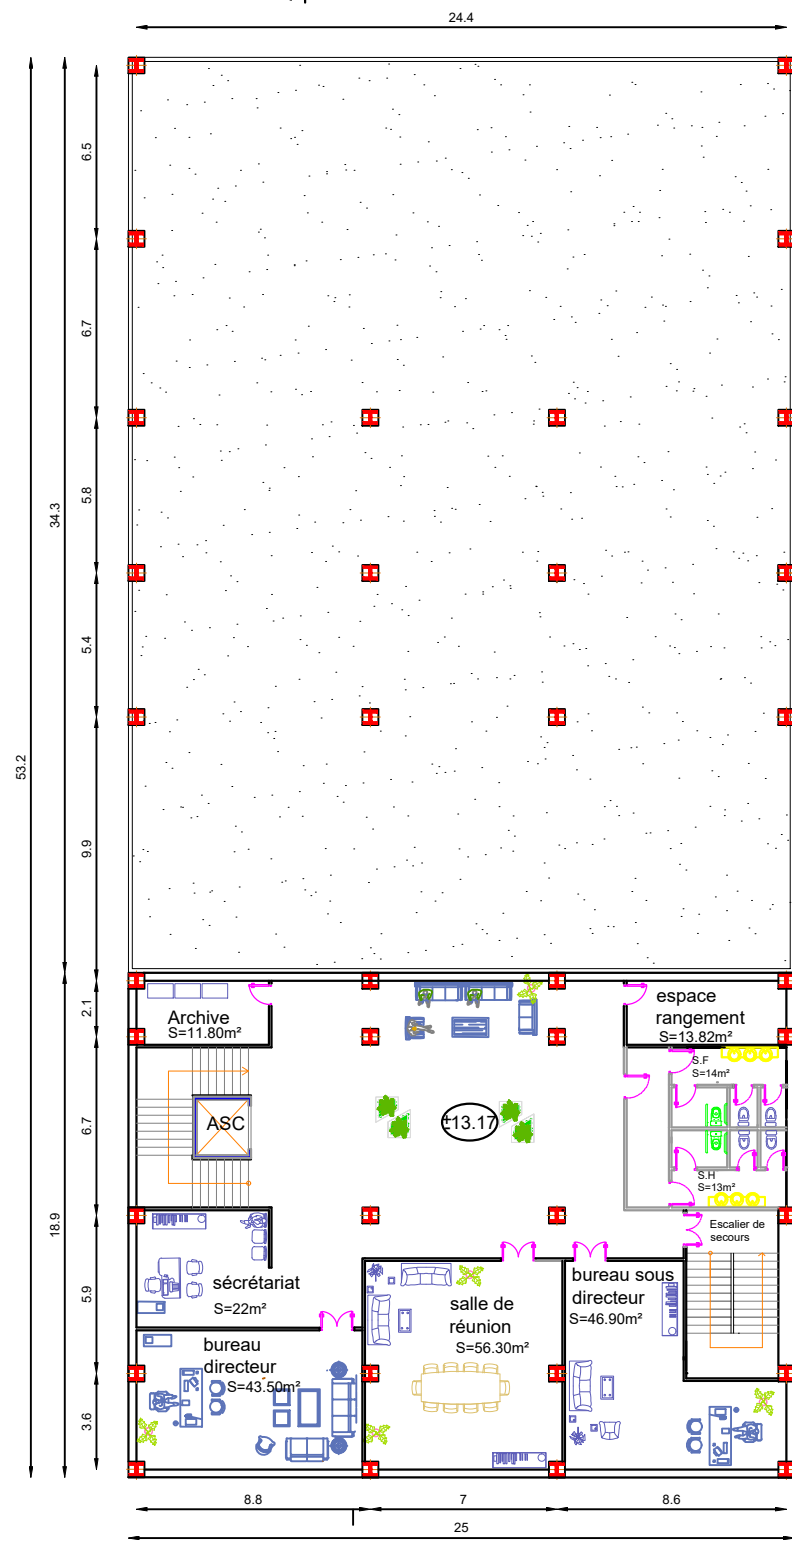 24.4
6.5
6.7
5.8
34.3
5.4
53.2
9.9
2.1
Archive
S=11.80m²
espace
rangement
S=13.82m²
S.F
S=14m²
6.7
ASC
+13.17
S.H
S=13m²
18.9
Escalier de
secours
5.9
sécrétariat
S=22m²
salle de
réunion
S=56.30m²
bureau sous
directeur
S=46.90m²
bureau
directeur
S=43.50m²
3.6
8.8
7
8.6
25